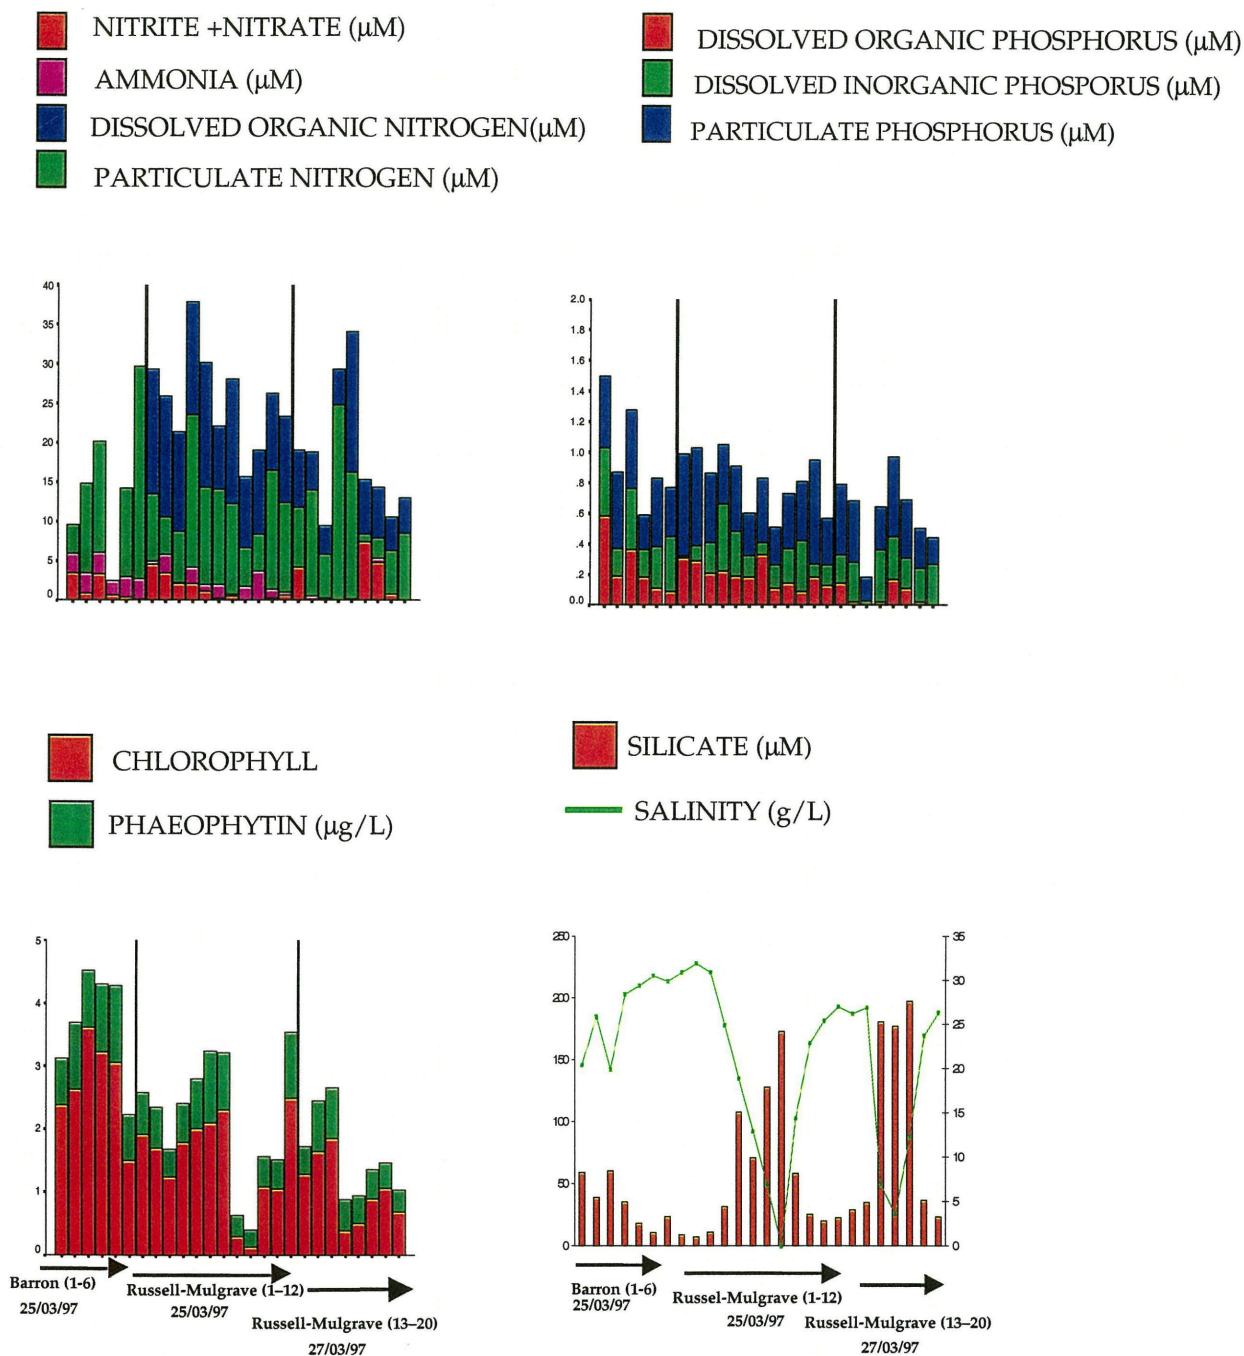 NITRITE +NITRATE (µM)
AMMONIA (µM)
DISSOLVED ORGANIC NITROGEN(µM)
PARTICULATE NITROGEN (µM)
DISSOLVED ORGANIC PHOSPHORUS (µM)
DISSOLVED INORGANIC PHOSPORUS (µM)
PARTICULATE PHOSPHORUS (µM)
40
35
30
25
20
15
10
5
0
2.0
1.8
1.6
1.4
1.2
1.0
.8
.6
.4
.2
0.0
CHLOROPHYLL
PHAEOPHYTIN (µg/L)
SILICATE (µM)
SALINITY (g/L)
5
4
3
2
1
0
Barron (1-6)
25/03/97
Russell-Mulgrave (1–12)
25/03/97
Russell-Mulgrave (13–20)
27/03/97
250
200
150
100
50
0
35
30
25
20
15
10
5
0
Barron (1-6)
25/03/97
Russel-Mulgrave (1-12)
25/03/97
Russell-Mulgrave (13–20)
27/03/97